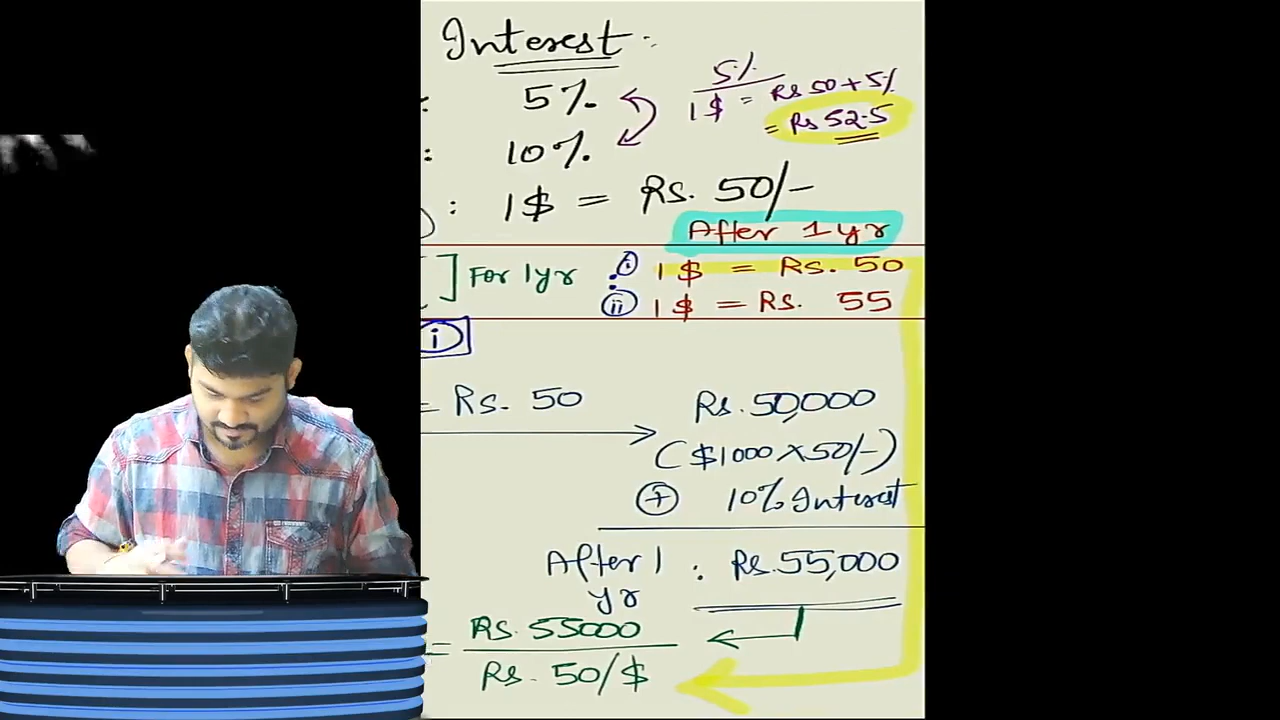 Interest :
: 5%
5%
1$ = Rs 50 + 5%
= Rs 52.5
: 10%
: 1$ = Rs. 50/-
After 1 yr
] For 1yr
i 1$ = Rs. 50
ii 1$ = Rs. 55
i
= Rs. 50
Rs. 50,000
($1000 x 50/-)
+ 10% Interest
After 1 yr : Rs. 55,000
= Rs. 55000
Rs. 50/$